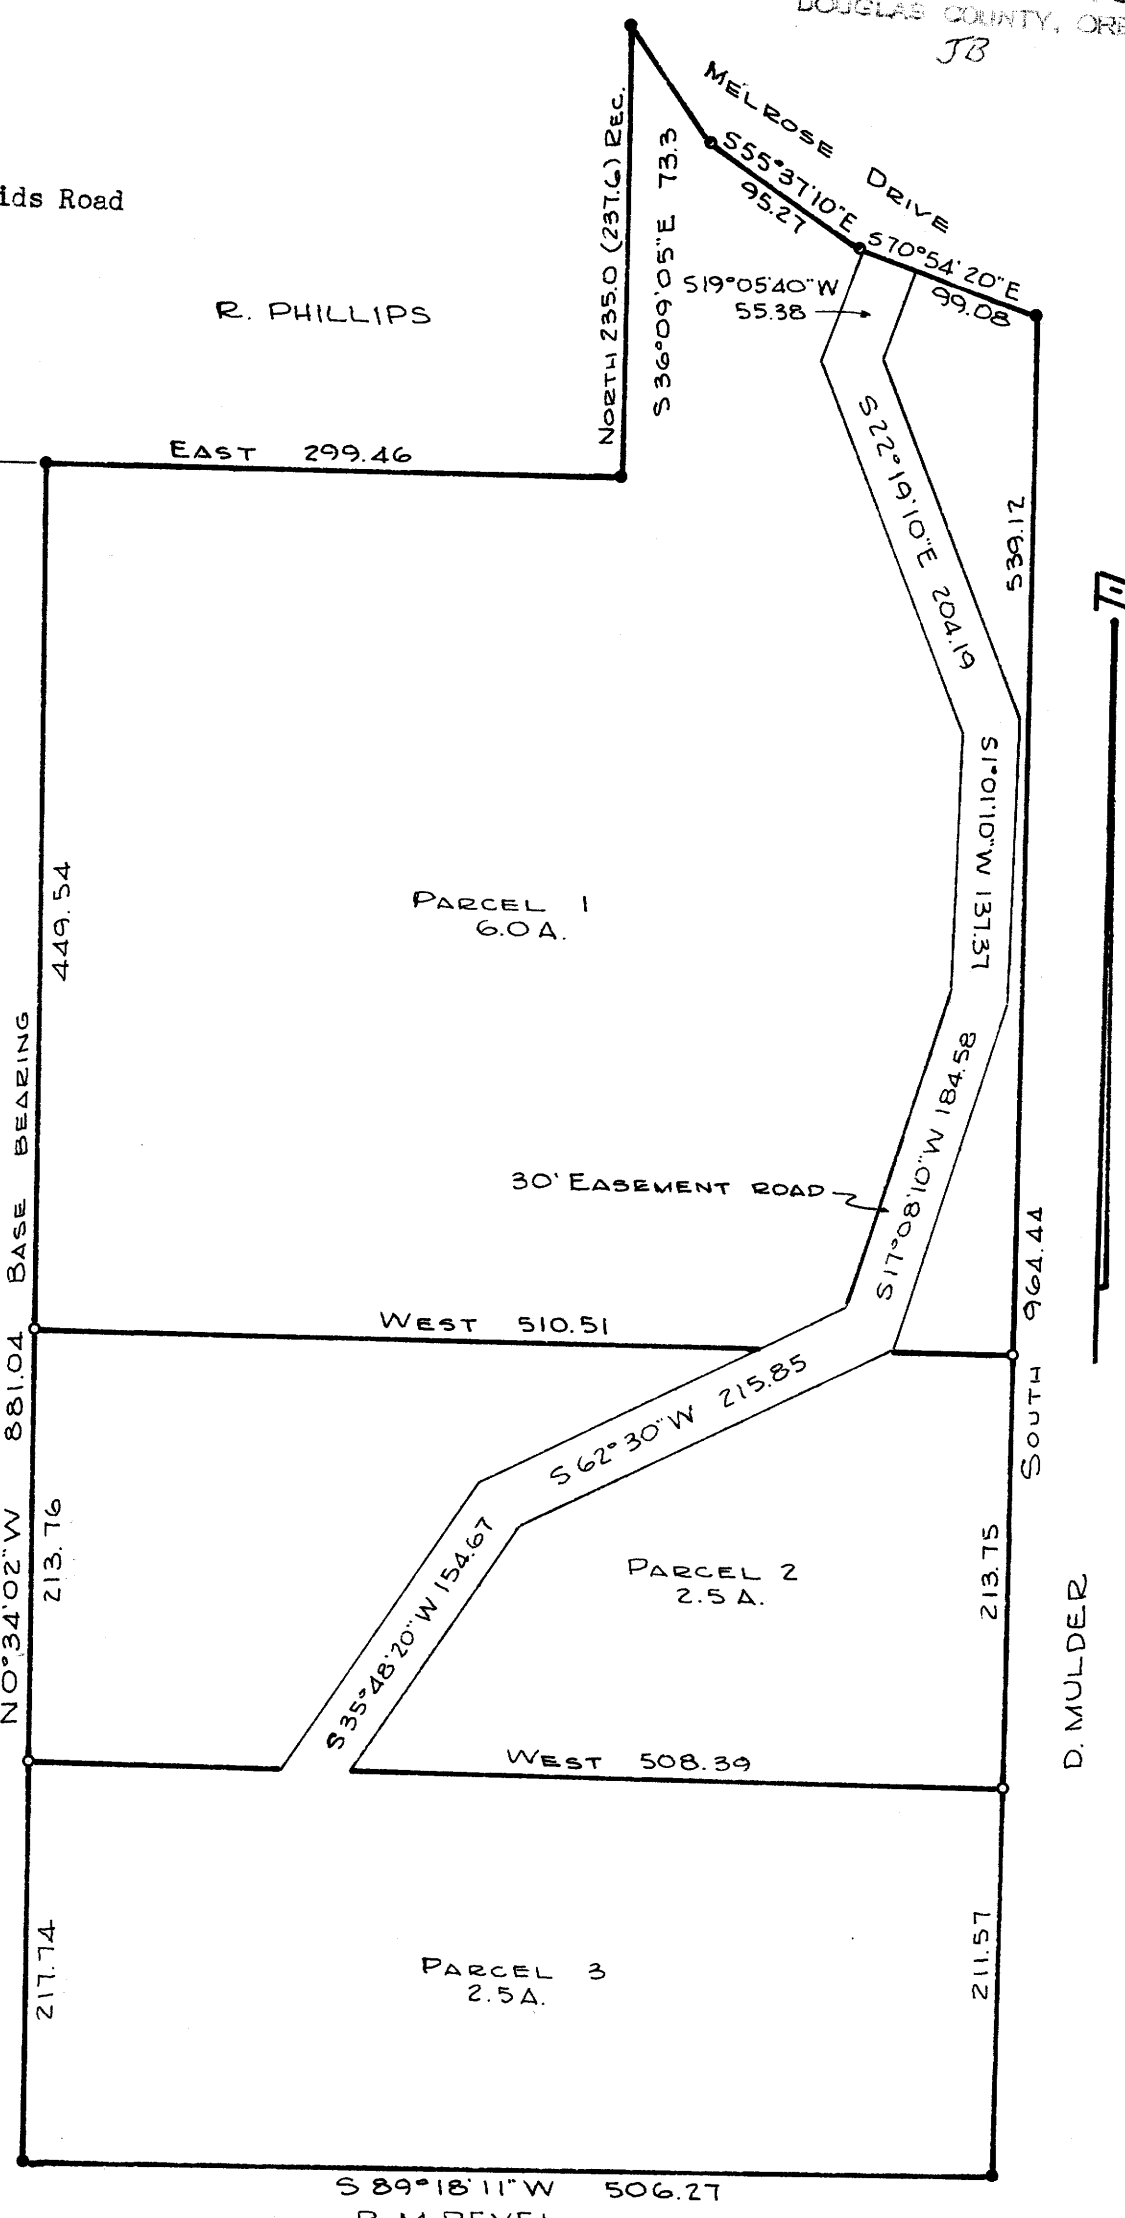 DOUGLAS COUNTY, ORE
JB
MELROSE DRIVE
ids Road
R. PHILLIPS
NORTH 235.0 (237.6) REC.
S 36°09'05"E 73.3
S55°37'10"E
95.27
S70°54'20"E
99.08
S19°05'40"W
55.38
EAST 299.46
S22°19'10"E 204.19
539.12
S1°01'10"W 137.37
449.54
PARCEL 1
6.0 A.
30' EASEMENT ROAD
S17°08'10"W 184.58
WEST 510.51
N0°34'02"W 881.04 BASE BEARING
SOUTH 964.44
S 62°30"W 215.85
213.76
S35°48'20"W 154.67
PARCEL 2
2.5 A.
213.75
D. MULDER
WEST 508.39
217.74
PARCEL 3
2.5 A.
211.57
S 89°18'11"W 506.27